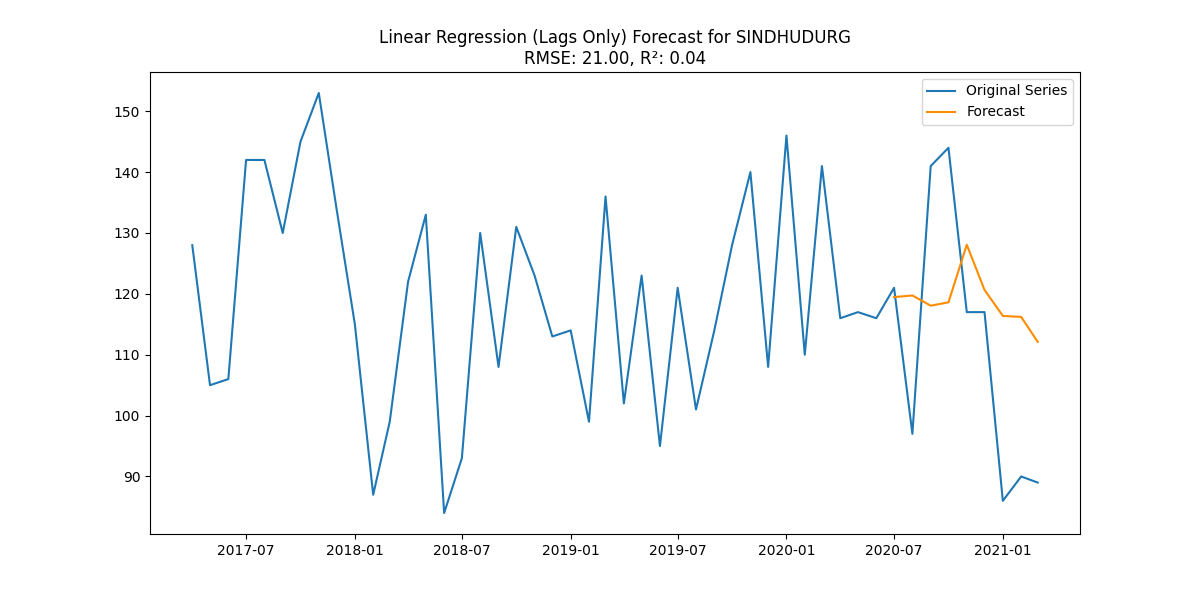 Linear Regression (Lags Only) Forecast for SINDHUDURG
RMSE: 21.00, R²: 0.04
Original Series
Forecast
150
140
130
120
110
100
90
2017-07 2018-01 2018-07 2019-01 2019-07 2020-01 2020-07 2021-01